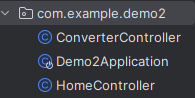 com.example.demo2
ConverterController
Demo2Application
HomeController